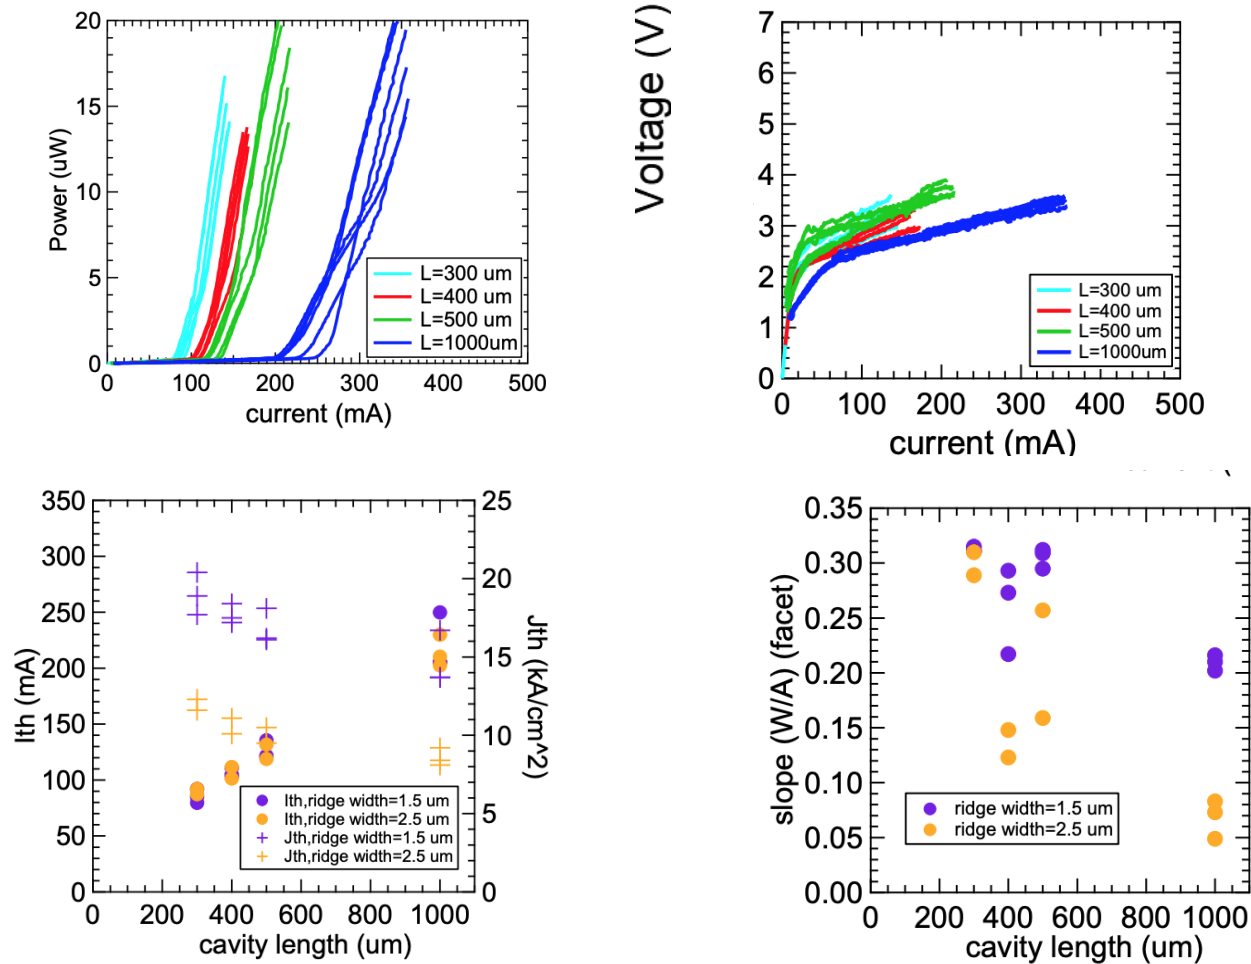 20
15
10
5
0
Power (uW)
0
100
200
300
400
500
current (mA)
L=300 um
L=400 um
L=500 um
L=1000um
7
6
5
4
3
2
1
0
Voltage (V)
0
100
200
300
400
500
current (mA)
L=300 um
L=400 um
L=500 um
L=1000um
350
300
250
200
150
100
50
0
Ith (mA)
25
20
15
10
5
0
Jth (kA/cm^2)
0
200
400
600
800
1000
cavity length (um)
Ith,ridge width=1.5 um
Ith,ridge width=2.5 um
Jth,ridge width=1.5 um
Jth,ridge width=2.5 um
0.35
0.30
0.25
0.20
0.15
0.10
0.05
0.00
slope (W/A) (facet)
0
200
400
600
800
1000
cavity length (um)
ridge width=1.5 um
ridge width=2.5 um